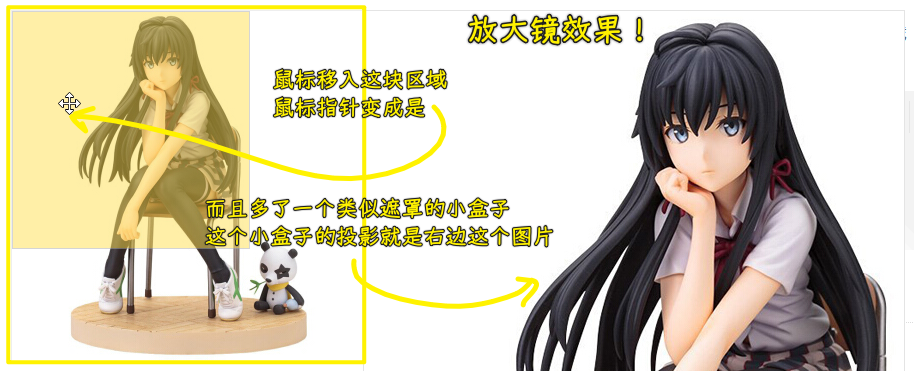 放大镜效果！
鼠标移入这块区域
鼠标指针变成是
而且多了一个类似遮罩的小盒子
这个小盒子的投影就是右边这个图片